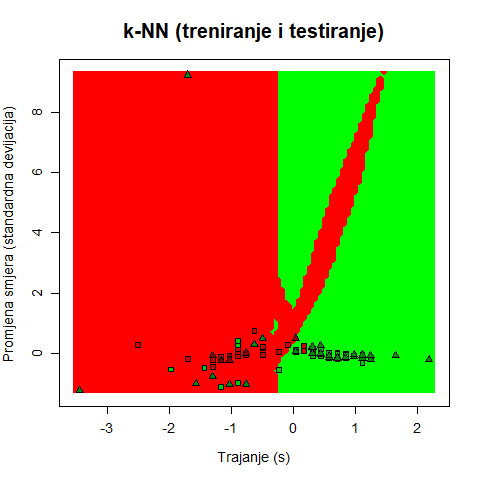 k-NN (treniranje i testiranje)
Promjena smjera (standardna devijacija)
8
6
4
2
0
-3 -2 -1 0 1 2
Trajanje (s)